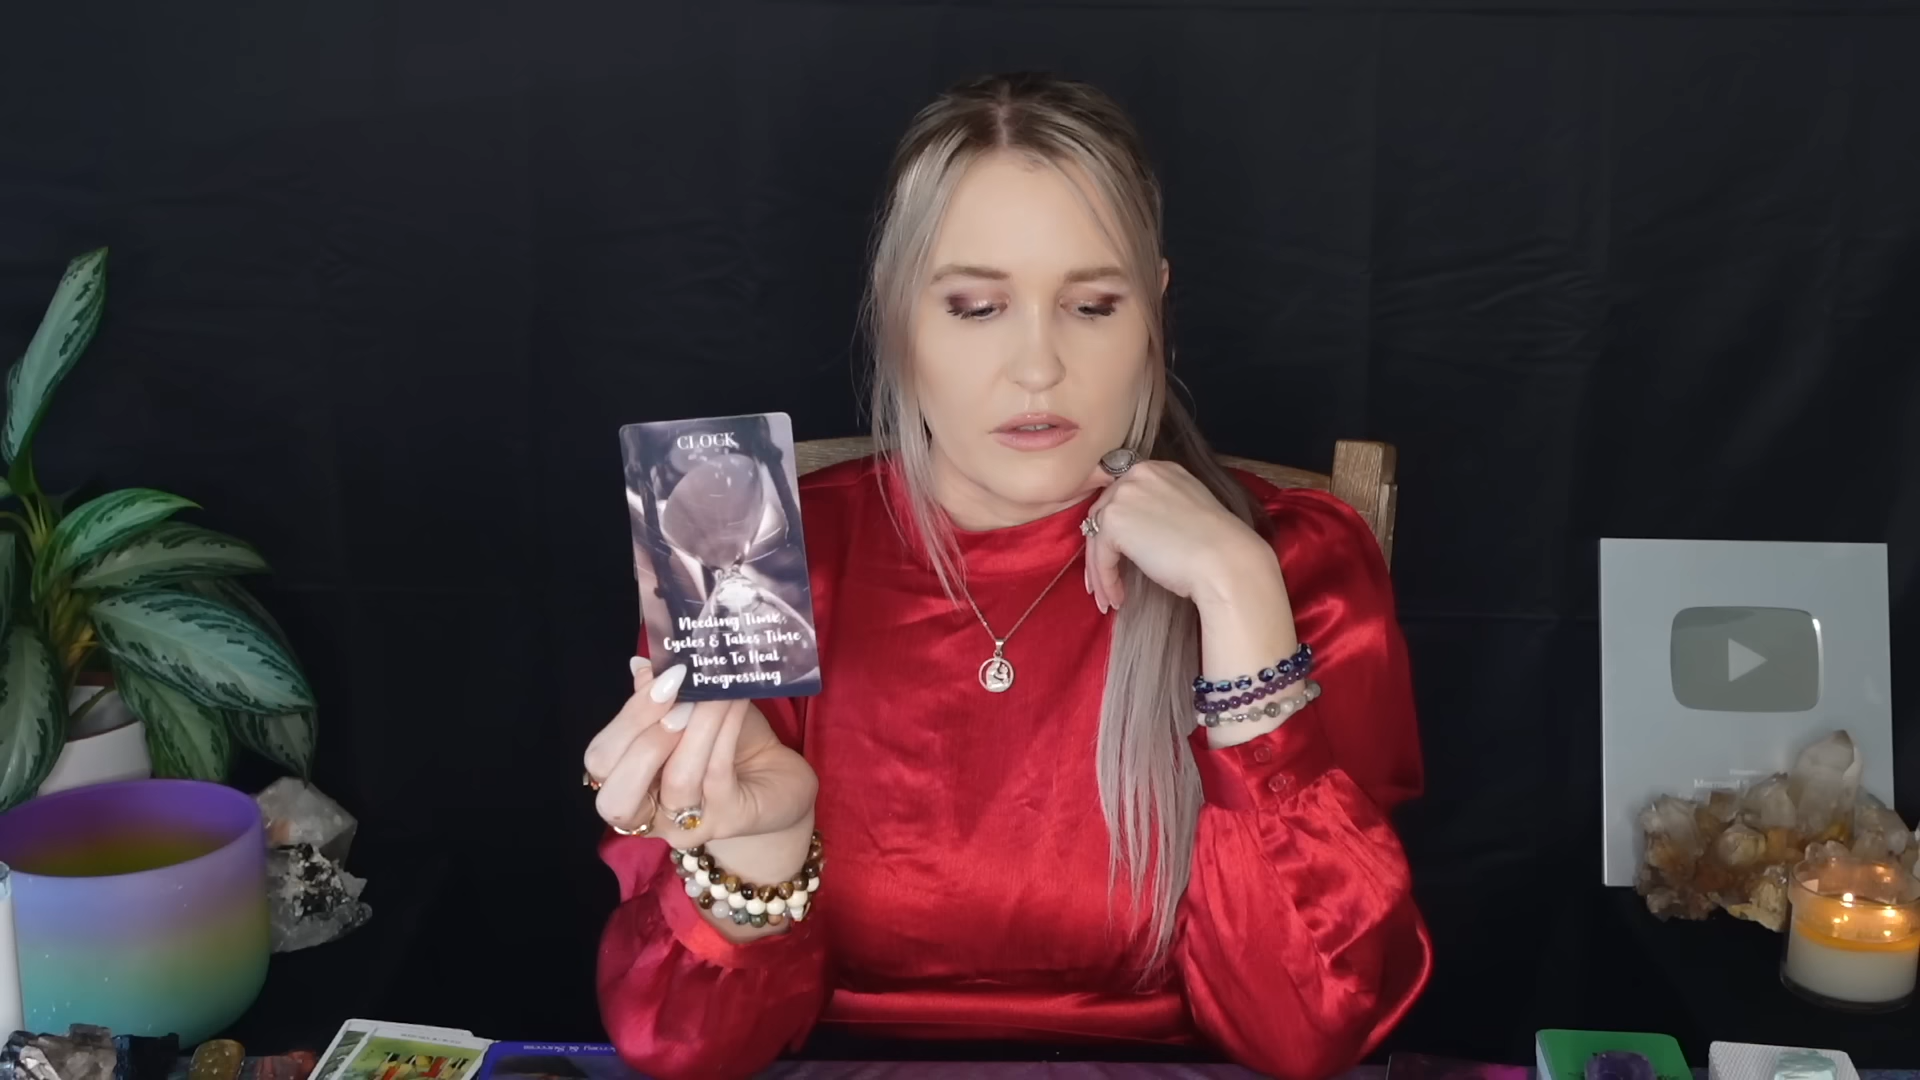 CLOCK
Needing Time,
Cycles & Takes Time
Time To Heal
Progressing